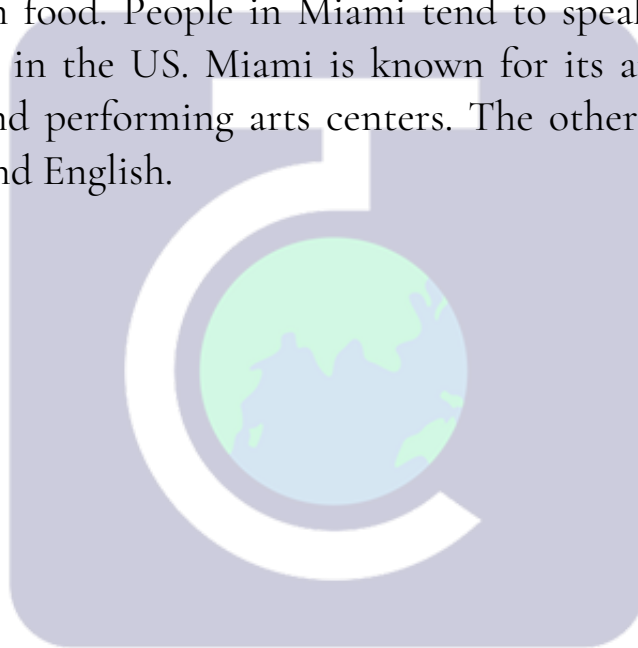 food. People in Miami tend to
in the US. Miami is known for its
performing arts centers. The other
English.